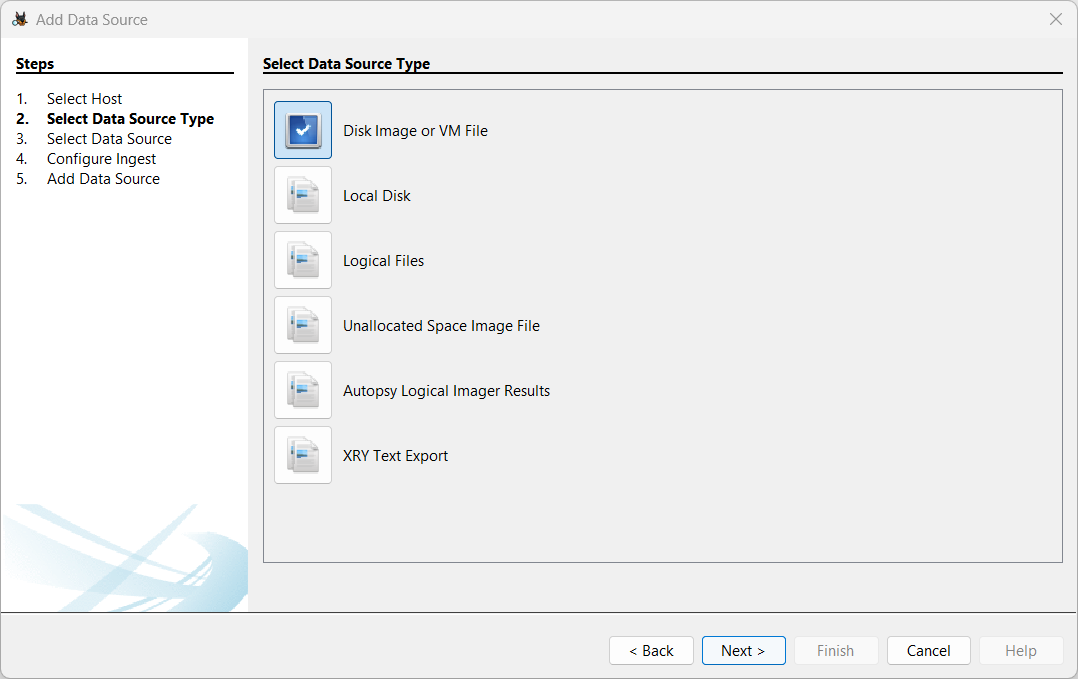 Add Data Source
Steps
Select Data Source Type
1. Select Host
2. Select Data Source Type
3. Select Data Source
4. Configure Ingest
5. Add Data Source
Disk Image or VM File
Local Disk
Logical Files
Unallocated Space Image File
Autopsy Logical Imager Results
XRY Text Export
< Back
Next >
Finish
Cancel
Help